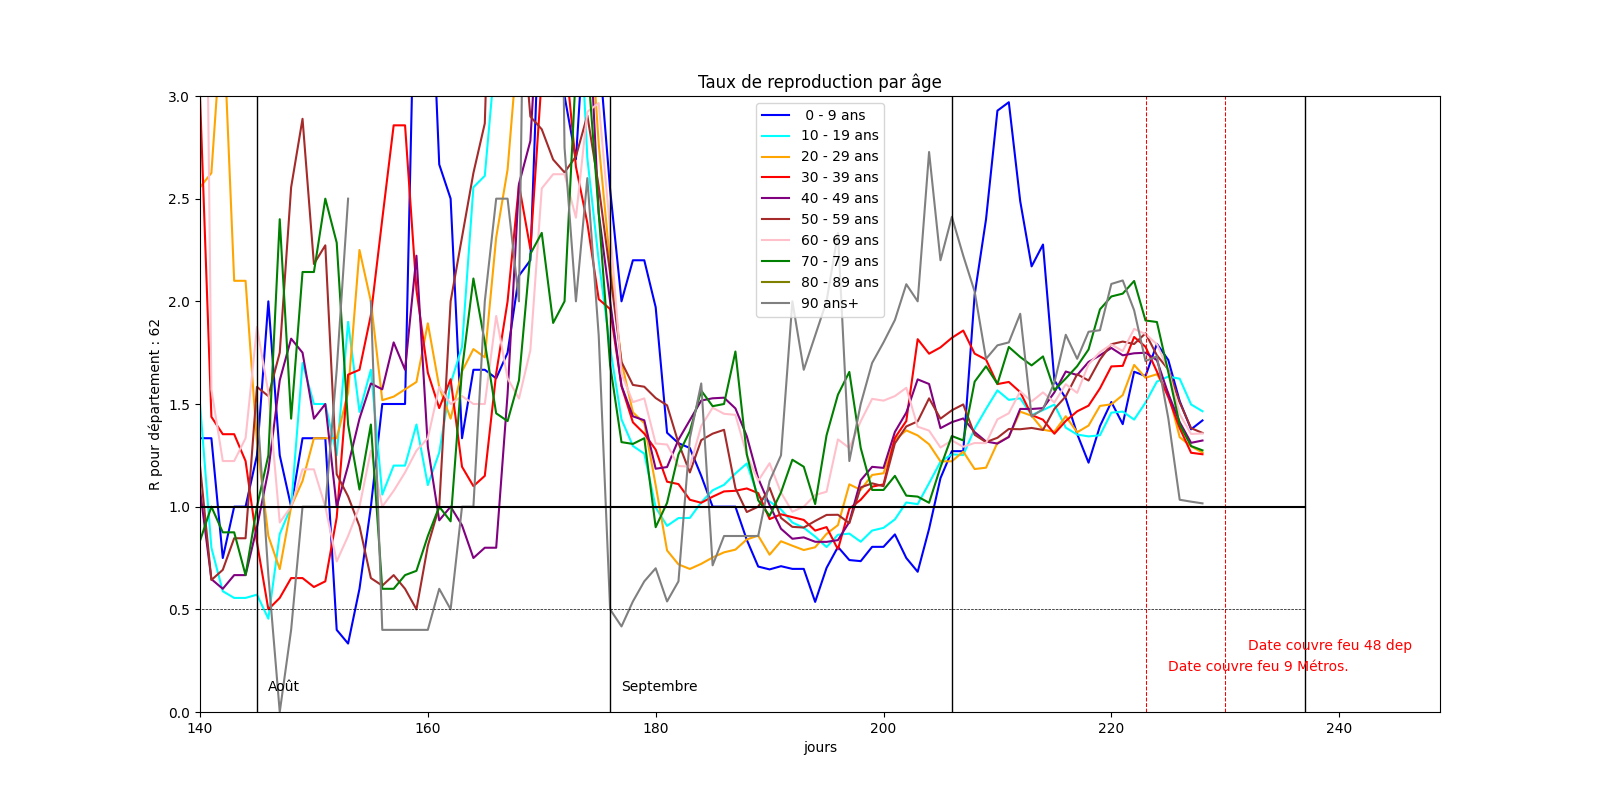 Taux de reproduction par âge
3.0
2.5
2.0
1.5
1.0
0.5
0.0
R pour département : 62
0 - 9 ans
10 - 19 ans
20 - 29 ans
30 - 39 ans
40 - 49 ans
50 - 59 ans
60 - 69 ans
70 - 79 ans
80 - 89 ans
90 ans+
Date couvre feu 48 dep
Date couvre feu 9 Métros.
Août
Septembre
140
160
180
200
220
240
jours